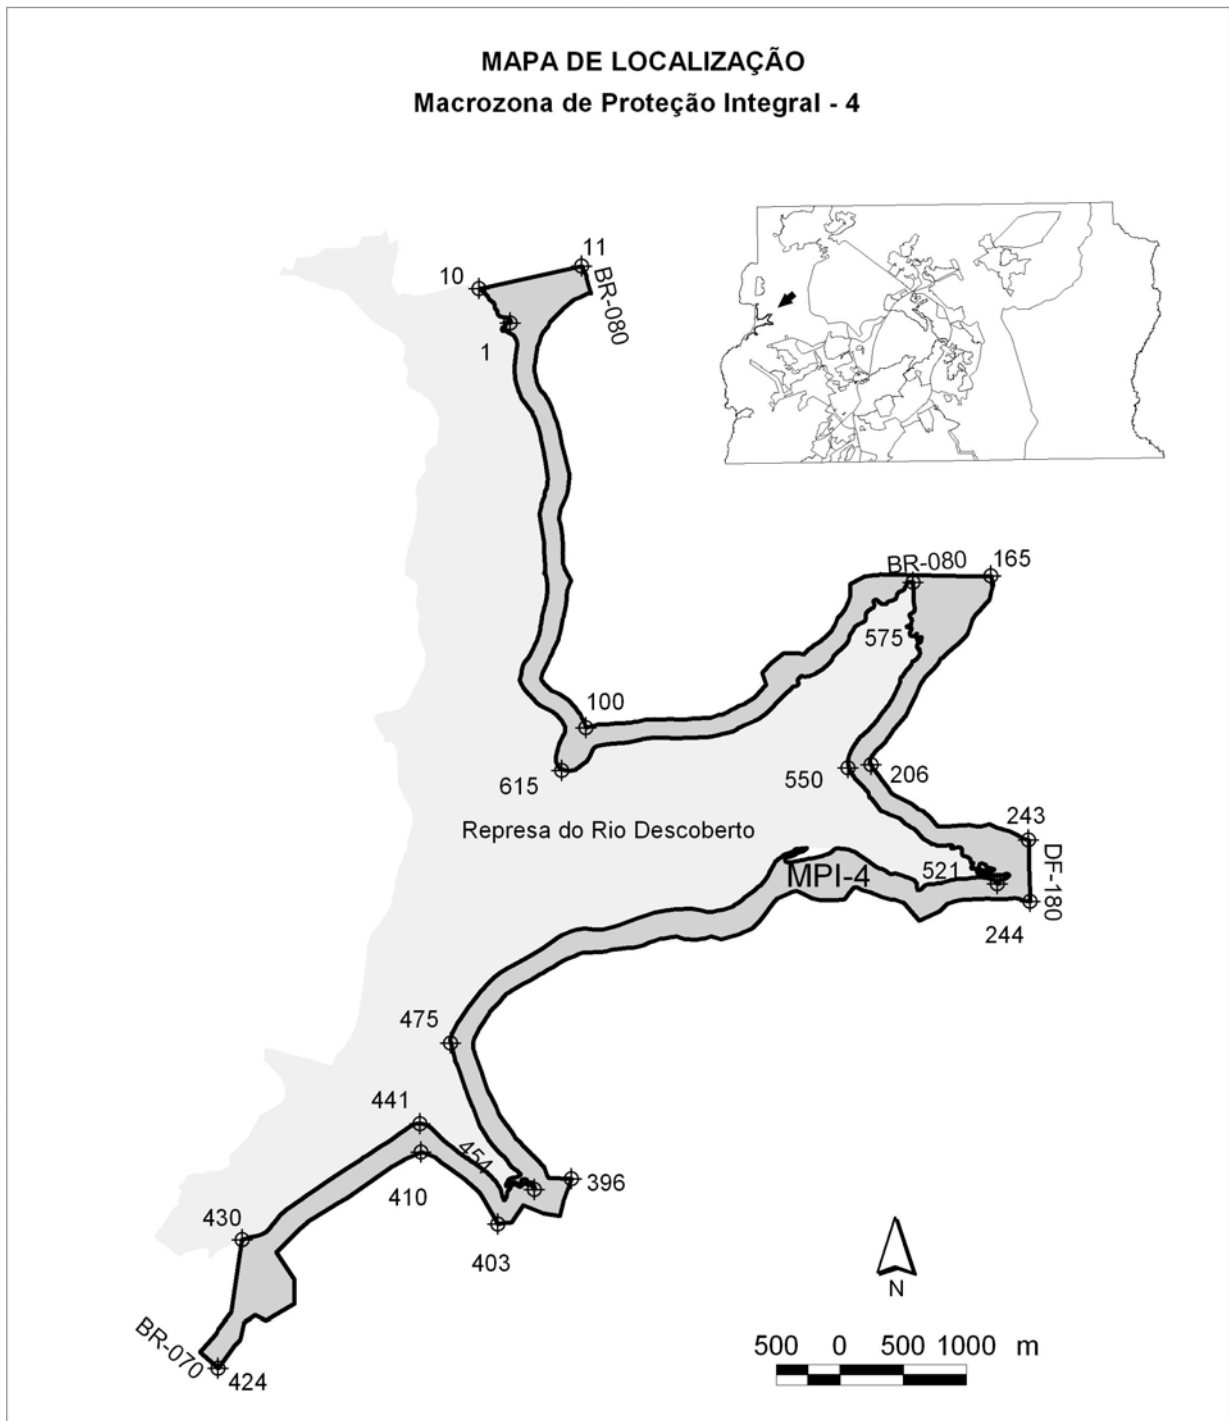 MAPA DE LOCALIZAÇÃO
Macrozona de Proteção Integral - 4
11
10
BR-080
1
BR-080
165
575
100
615
550
206
Represa do Rio Descoberto
243
MPI-4
521
DF-180
244
475
441
454
410
396
430
403
N
BR-070
424
500 0 500 1000 m